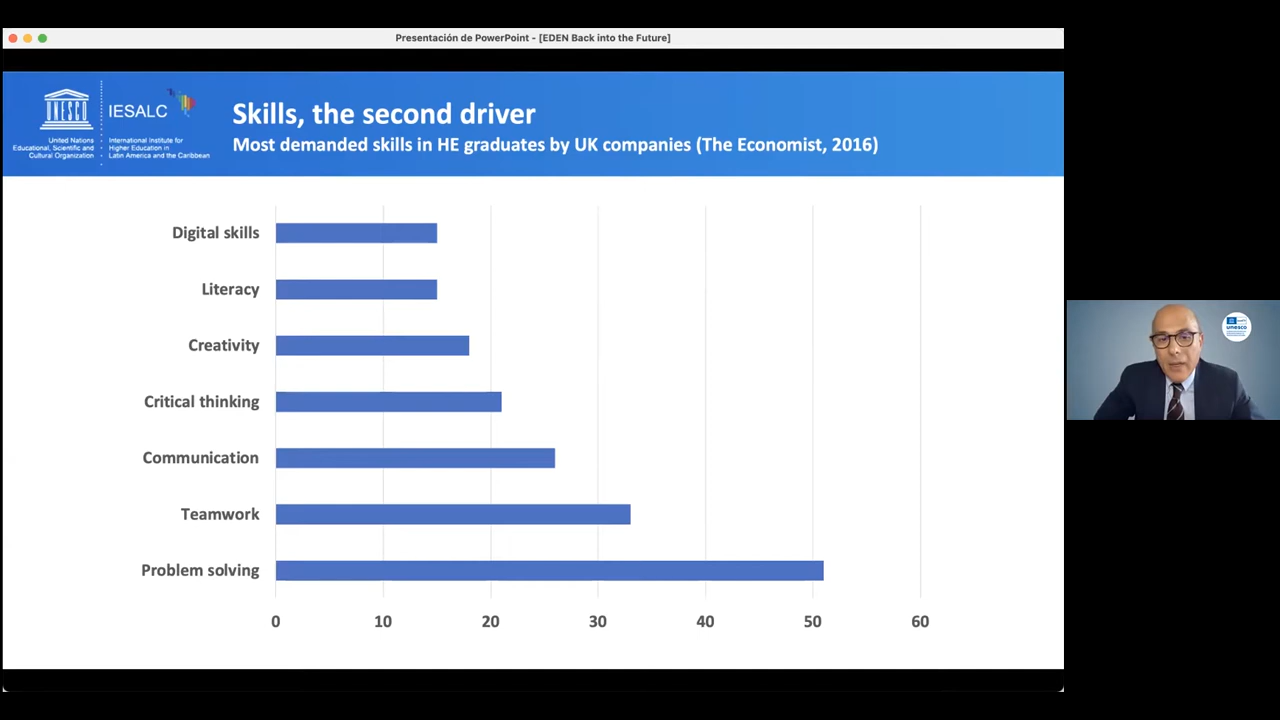 Presentación de PowerPoint - [EDEN Back into the Future]
UNESCO
United Nations
Educational, Scientific and
Cultural Organization
IESALC
International Institute for
Higher Education in
Latin America and the Caribbean
Skills, the second driver
Most demanded skills in HE graduates by UK companies (The Economist, 2016)
Digital skills
Literacy
Creativity
Critical thinking
Communication
Teamwork
Problem solving
0 10 20 30 40 50 60
unesco